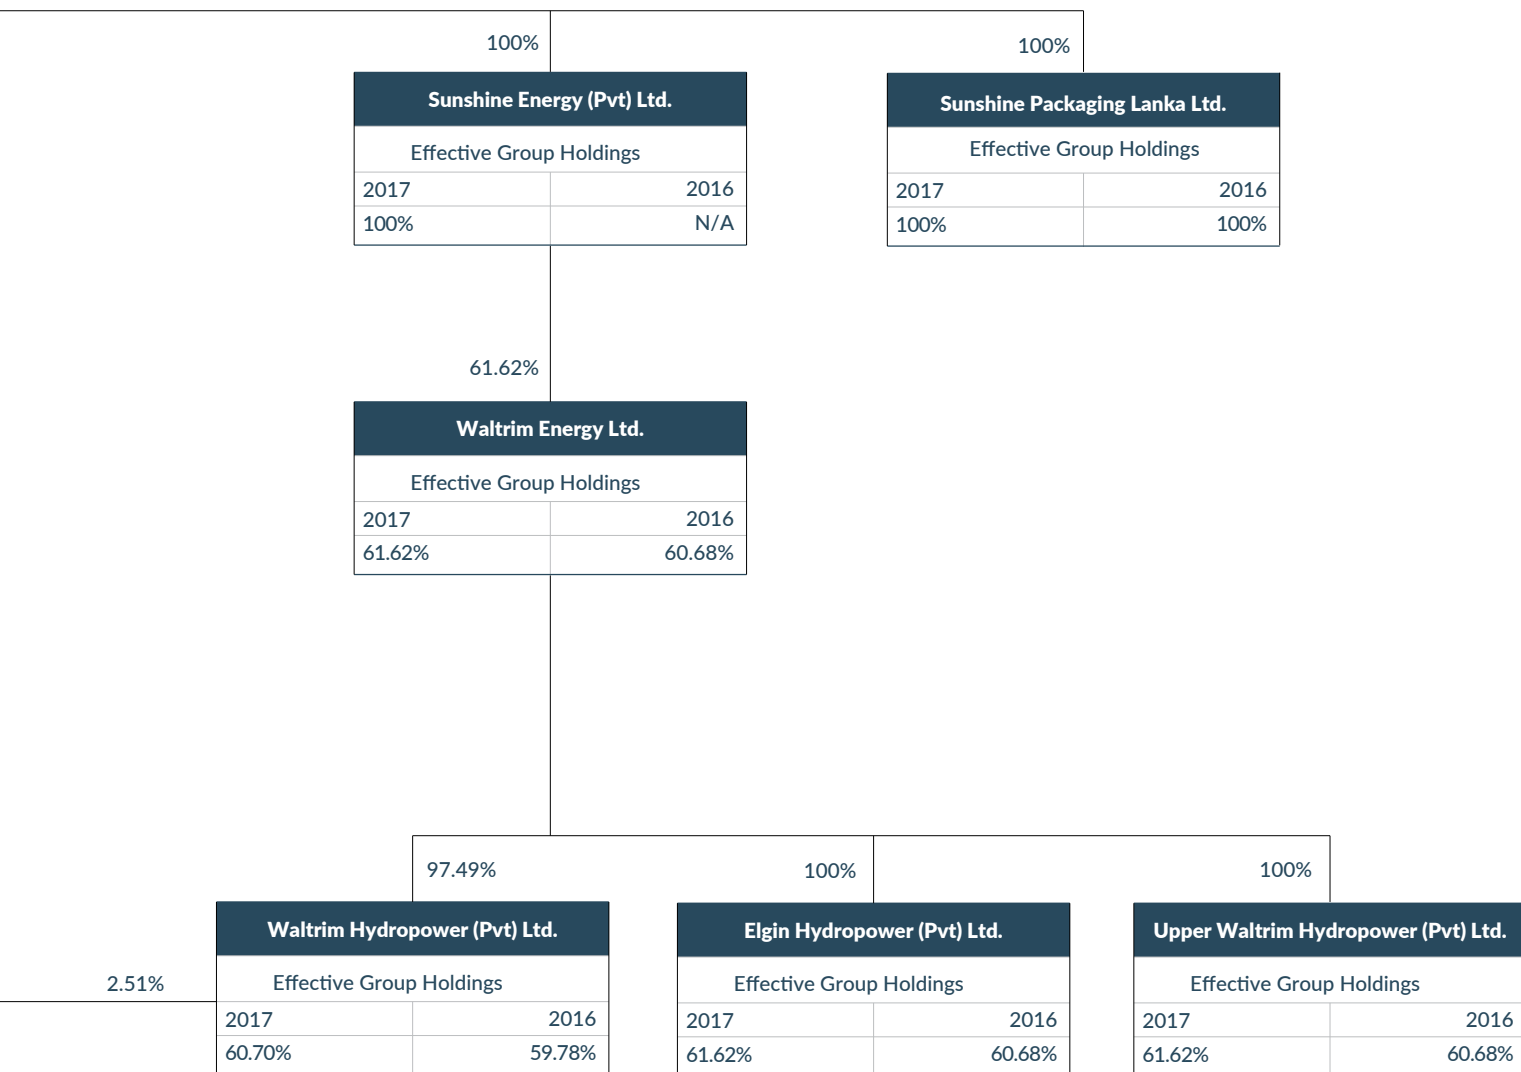 100%
100%
Sunshine Energy (Pvt) Ltd.
Effective Group Holdings
2017 2016
100% N/A
Sunshine Packaging Lanka Ltd.
Effective Group Holdings
2017 2016
100% 100%
61.62%
Waltrim Energy Ltd.
Effective Group Holdings
2017 2016
61.62% 60.68%
97.49%
100%
100%
2.51%
Waltrim Hydropower (Pvt) Ltd.
Effective Group Holdings
2017 2016
60.70% 59.78%
Elgin Hydropower (Pvt) Ltd.
Effective Group Holdings
2017 2016
61.62% 60.68%
Upper Waltrim Hydropower (Pvt) Ltd.
Effective Group Holdings
2017 2016
61.62% 60.68%